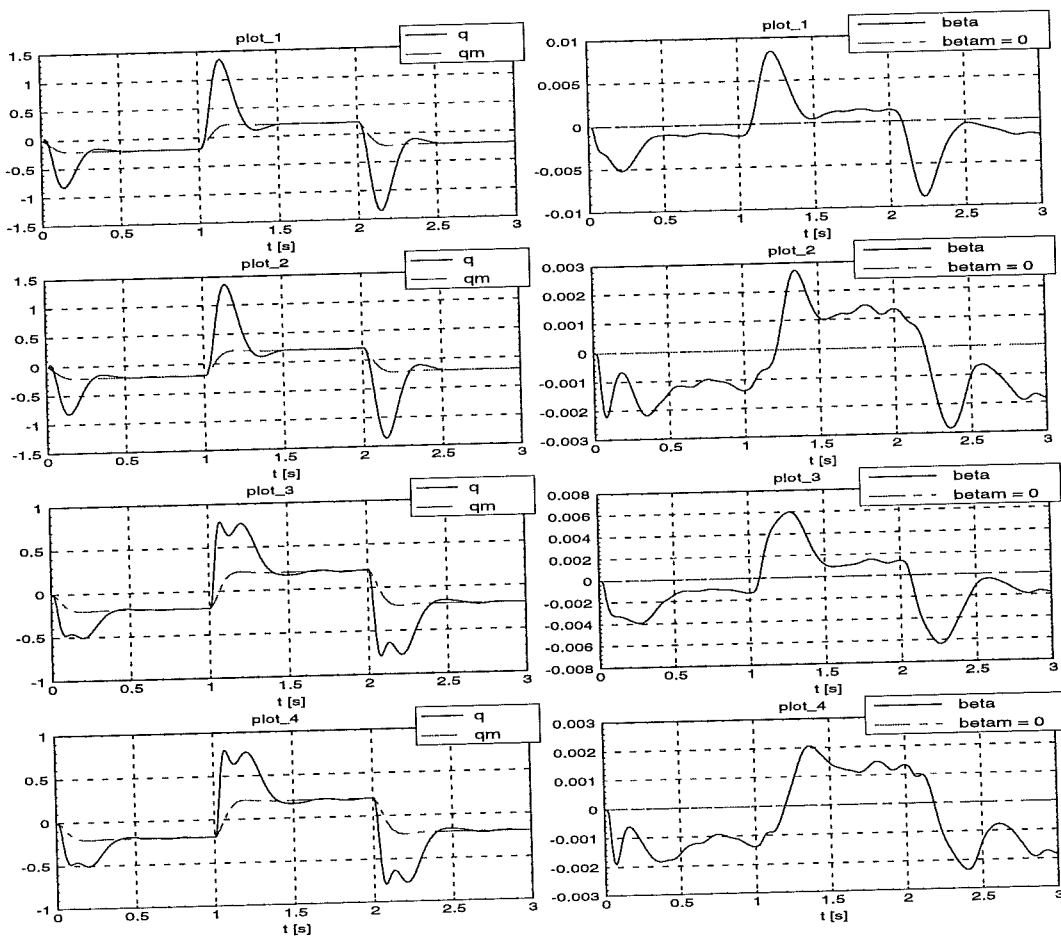 plot_1
q
qm
1.5
1
0.5
0
-0.5
-1
-1.5
0 0.5 1 1.5 2 2.5 3
t [s]
plot_1
beta
betam = 0
0.01
0.005
0
-0.005
-0.01
0 0.5 1 1.5 2 2.5 3
t [s]
plot_2
q
qm
1.5
1
0.5
0
-0.5
-1
-1.5
0 0.5 1 1.5 2 2.5 3
t [s]
plot_2
beta
betam = 0
0.003
0.002
0.001
0
-0.001
-0.002
-0.003
0 0.5 1 1.5 2 2.5 3
t [s]
plot_3
q
qm
1
0.5
0
-0.5
-1
0 0.5 1 1.5 2 2.5 3
t [s]
plot_3
beta
betam = 0
0.008
0.006
0.004
0.002
0
-0.002
-0.004
-0.006
-0.008
0 0.5 1 1.5 2 2.5 3
t [s]
plot_4
q
qm
1
0.5
0
-0.5
-1
0 0.5 1 1.5 2 2.5 3
t [s]
plot_4
beta
betam = 0
0.003
0.002
0.001
0
-0.001
-0.002
-0.003
0 0.5 1 1.5 2 2.5 3
t [s]